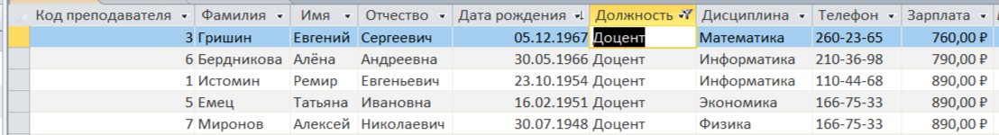 Код преподавателя Фамилия Имя Отчество Дата рождения Должность Дисциплина Телефон Зарплата
3 Гришин Евгений Сергеевич 05.12.1967 Доцент Математика 260-23-65 760,00 ₽
6 Бердникова Алёна Андреевна 30.05.1966 Доцент Информатика 210-36-98 790,00 ₽
1 Истомин Ремир Евгеньевич 23.10.1954 Доцент Информатика 110-44-68 890,00 ₽
5 Емец Татьяна Ивановна 16.02.1951 Доцент Экономика 166-75-33 890,00 ₽
7 Миронов Алексей Николаевич 30.07.1948 Доцент Физика 166-75-33 890,00 ₽